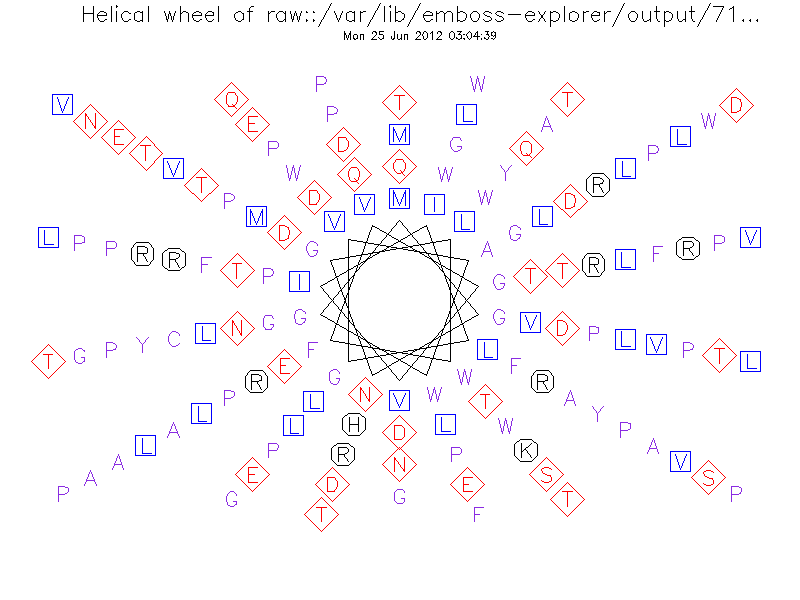 Helical wheel of raw::/var/lib/emboss-explorer/output/71...
Mon 25 Jun 2012 03:04:39
M Q M T
I W G L W
L W Y Q A T
A G L D R L P L W D
G T T R L F R P V
G V D P L V P T L
L F R A Y P A V S P
W T W K S T
W L P E F
V D N G
N H R D T
G L L P E G
F E R P L A L A A P
G G N L C Y P G T
I P T F R R P P L
G D M P T V T E N V
V D W P E Q
V Q D P P